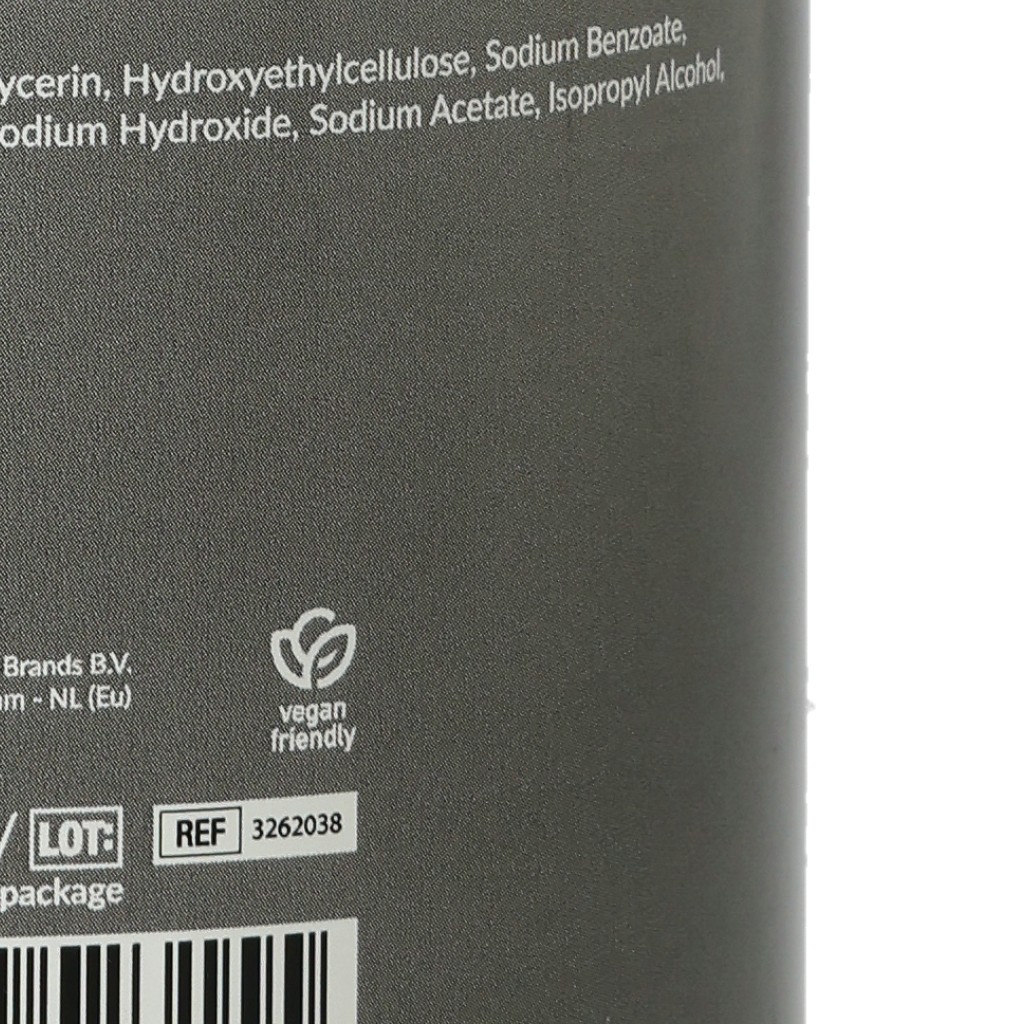 ycerin, Hydroxyethylcellulose, Sodium Benzoate,
odium Hydroxide, Sodium Acetate, Isopropyl Alcohol,
Brands B.V.
am - NL (Eu)
vegan
friendly
/ LOT:
REF 3262038
package